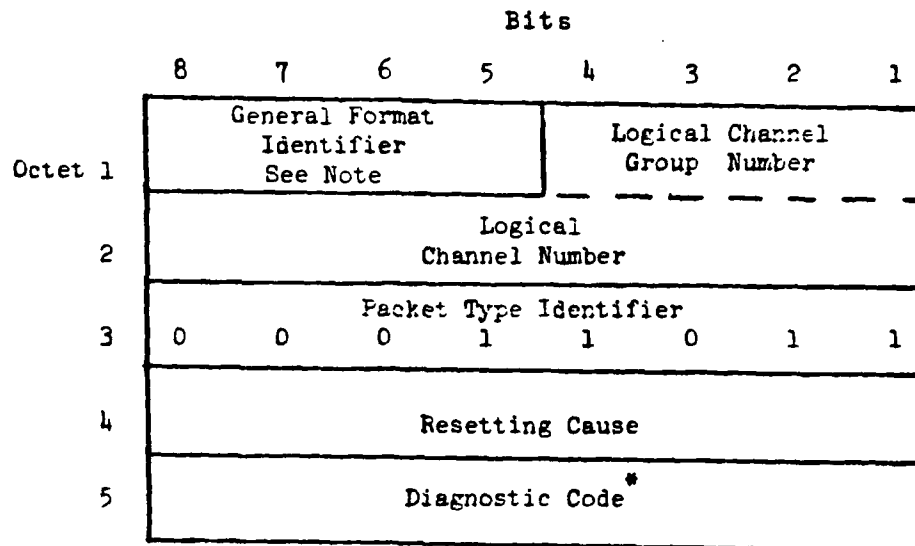 Bits
8 7 6 5 4 3 2 1
General Format
Identifier
See Note
Logical Channel
Group Number
Octet 1
Logical
Channel Number
2
Packet Type Identifier
3 0 0 0 1 1 0 1 1
4 Resetting Cause
5 Diagnostic Code*